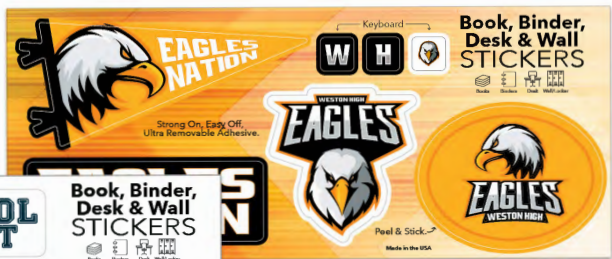 EAGLES
NATION
Keyboard
W H
Book, Binder,
Desk & Wall
STICKERS
Books Binders Desk Wall/Locker
Strong On, Easy Off,
Ultra Removable Adhesive.
WESTON HIGH
EAGLES
EAGLES
WESTON HIGH
Peel & Stick.
Made in the USA
Book, Binder,
Desk & Wall
STICKERS